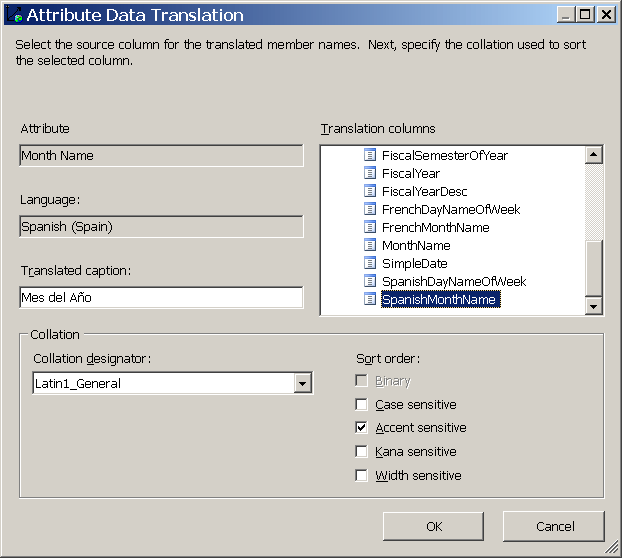 Attribute Data Translation
Select the source column for the translated member names.  Next, specify the collation used to sort
the selected column.
Attribute
Month Name
Language:
Spanish (Spain)
Translated caption:
Mes del Año
Translation columns
FiscalSemesterOfYear
FiscalYear
FiscalYearDesc
FrenchDayNameOfWeek
FrenchMonthName
MonthName
SimpleDate
SpanishDayNameOfWeek
SpanishMonthName
Collation
Collation designator:
Latin1_General
Sort order:
Binary
Case sensitive
Accent sensitive
Kana sensitive
Width sensitive
OK
Cancel